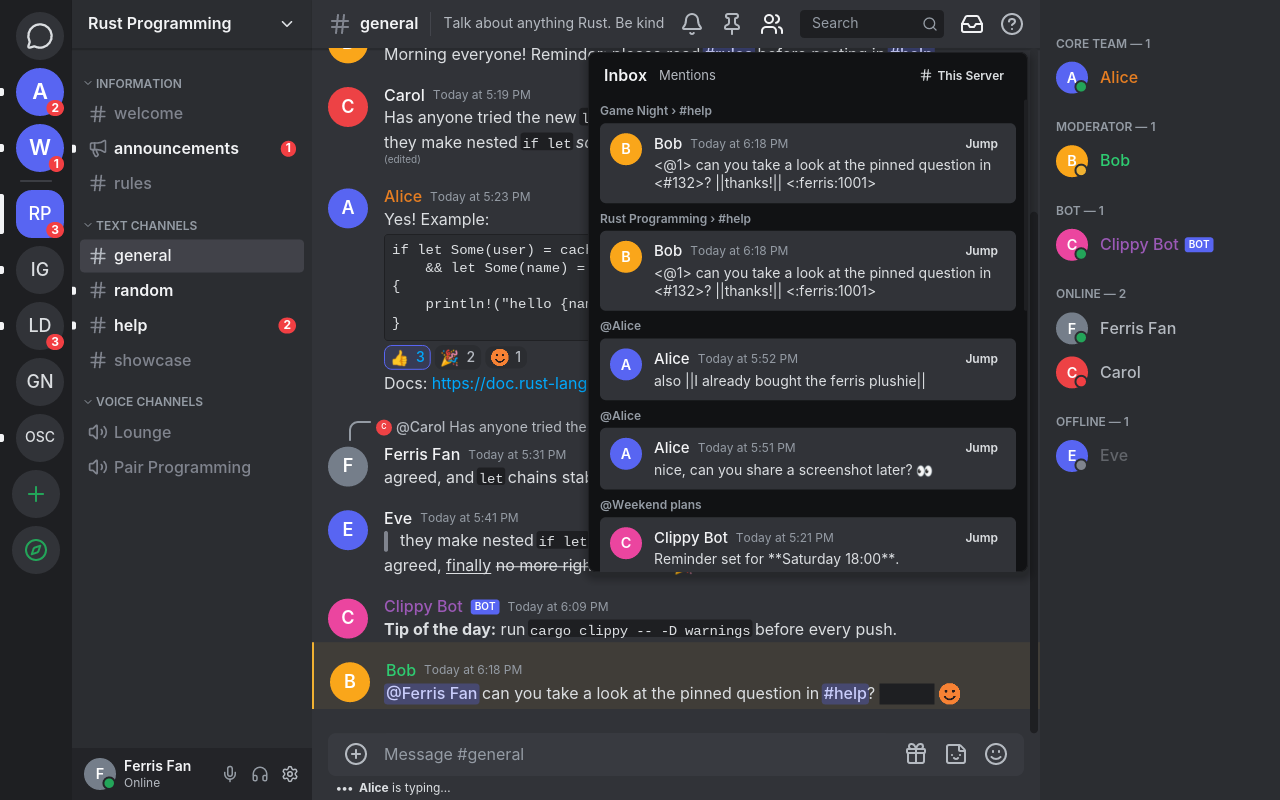 A
2
W
1
RP
3
IG
LD
3
GN
OSC
Rust Programming
INFORMATION
welcome
announcements
1
rules
TEXT CHANNELS
general
random
help
2
showcase
VOICE CHANNELS
Lounge
Pair Programming
F
Ferris Fan
Online
general
Talk about anything Rust. Be kind
Search
Morning everyone! Reminder, please read #rules before posting in #help
C
Carol Today at 5:19 PM
Has anyone tried the new
they make nested if let
(edited)
A
Alice Today at 5:23 PM
Yes! Example:
if let Some(user) =
&& let Some(name) =
{
println!("hello
}
👍 3 🎉 2 1
Docs: https://doc.rust-lang
C @Carol Has anyone tried the
F
Ferris Fan Today at 5:31 PM
agreed, and let chains
E
Eve Today at 5:41 PM
they make nested if let
agreed, finally no more
C
Clippy Bot BOT Today at 6:09 PM
Tip of the day: run cargo clippy -- -D warnings before every push.
B
Bob Today at 6:18 PM
@Ferris Fan can you take a look at the pinned question in #help?
Message #general
Alice is typing...
Inbox Mentions # This Server
Game Night › #help
B
Bob Today at 6:18 PM Jump
<@1> can you take a look at the pinned question in
<#132>? ||thanks!|| <:ferris:1001>
Rust Programming › #help
B
Bob Today at 6:18 PM Jump
<@1> can you take a look at the pinned question in
<#132>? ||thanks!|| <:ferris:1001>
@Alice
A
Alice Today at 5:52 PM Jump
also ||I already bought the ferris plushie||
@Alice
A
Alice Today at 5:51 PM Jump
nice, can you share a screenshot later? 👀
@Weekend plans
C
Clippy Bot Today at 5:21 PM Jump
Reminder set for **Saturday 18:00**.
CORE TEAM — 1
A
Alice
MODERATOR — 1
B
Bob
BOT — 1
C
Clippy Bot BOT
ONLINE — 2
F
Ferris Fan
C
Carol
OFFLINE — 1
E
Eve